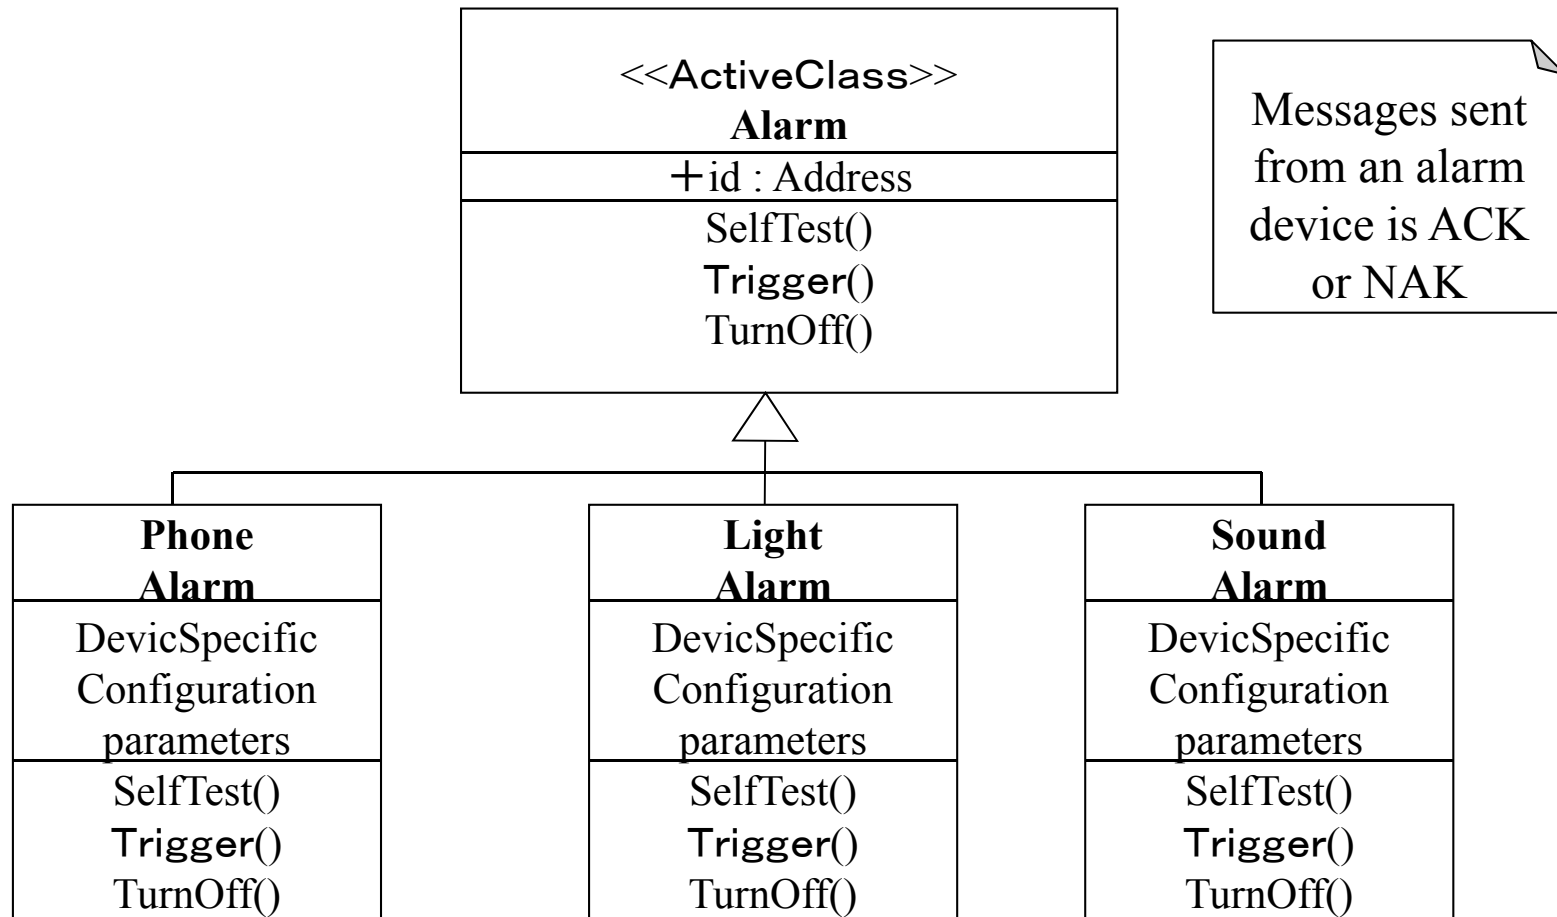 <<ActiveClass>>
Alarm
+id : Address
SelfTest()
Trigger()
TurnOff()
Messages sent
from an alarm
device is ACK
or NAK
Phone
Alarm
DevicSpecific
Configuration
parameters
SelfTest()
Trigger()
TurnOff()
Light
Alarm
DevicSpecific
Configuration
parameters
SelfTest()
Trigger()
TurnOff()
Sound
Alarm
DevicSpecific
Configuration
parameters
SelfTest()
Trigger()
TurnOff()